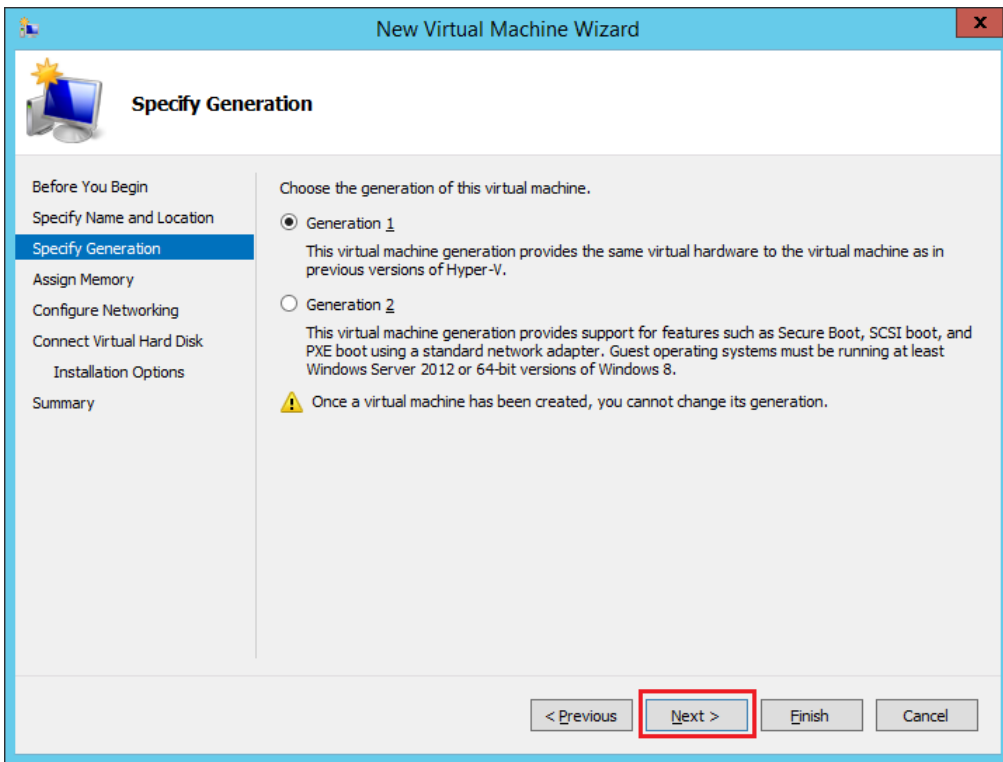 New Virtual Machine Wizard
x
Specify Generation
Before You Begin
Specify Name and Location
Specify Generation
Assign Memory
Configure Networking
Connect Virtual Hard Disk
Installation Options
Summary
Choose the generation of this virtual machine.
Generation 1
This virtual machine generation provides the same virtual hardware to the virtual machine as in
previous versions of Hyper-V.
Generation 2
This virtual machine generation provides support for features such as Secure Boot, SCSI boot, and
PXE boot using a standard network adapter. Guest operating systems must be running at least
Windows Server 2012 or 64-bit versions of Windows 8.
Once a virtual machine has been created, you cannot change its generation.
< Previous
Next >
Finish
Cancel